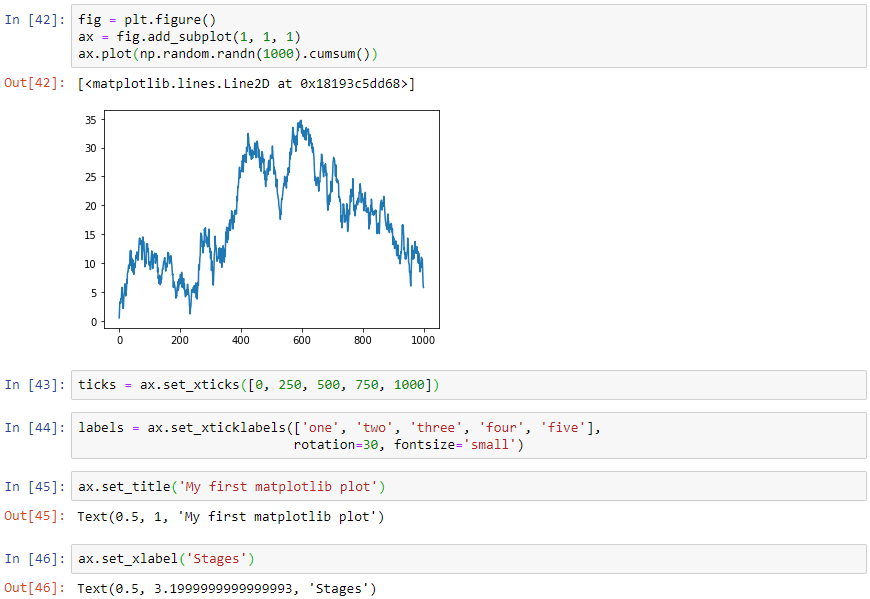 In [42]: fig = plt.figure()
ax = fig.add_subplot(1, 1, 1)
ax.plot(np.random.randn(1000).cumsum())
Out[42]: [<matplotlib.lines.Line2D at 0x18193c5dd68>]
35
30
25
20
15
10
5
0
0 200 400 600 800 1000
In [43]: ticks = ax.set_xticks([0, 250, 500, 750, 1000])
In [44]: labels = ax.set_xticklabels(['one', 'two', 'three', 'four', 'five'],
rotation=30, fontsize='small')
In [45]: ax.set_title('My first matplotlib plot')
Out[45]: Text(0.5, 1, 'My first matplotlib plot')
In [46]: ax.set_xlabel('Stages')
Out[46]: Text(0.5, 3.1999999999999993, 'Stages')